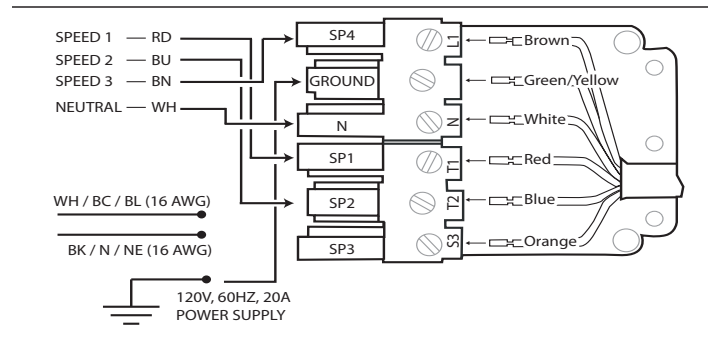 SPEED 1 — RD
SPEED 2 — BU
SPEED 3 — BN
NEUTRAL — WH
WH / BC / BL (16 AWG)
BK / N / NE (16 AWG)
120V, 60HZ, 20A
POWER SUPPLY
SP4
GROUND
N
SP1
SP2
SP3
L1
N
T1
T2
S3
Brown
Green/Yellow
White
Red
Blue
Orange